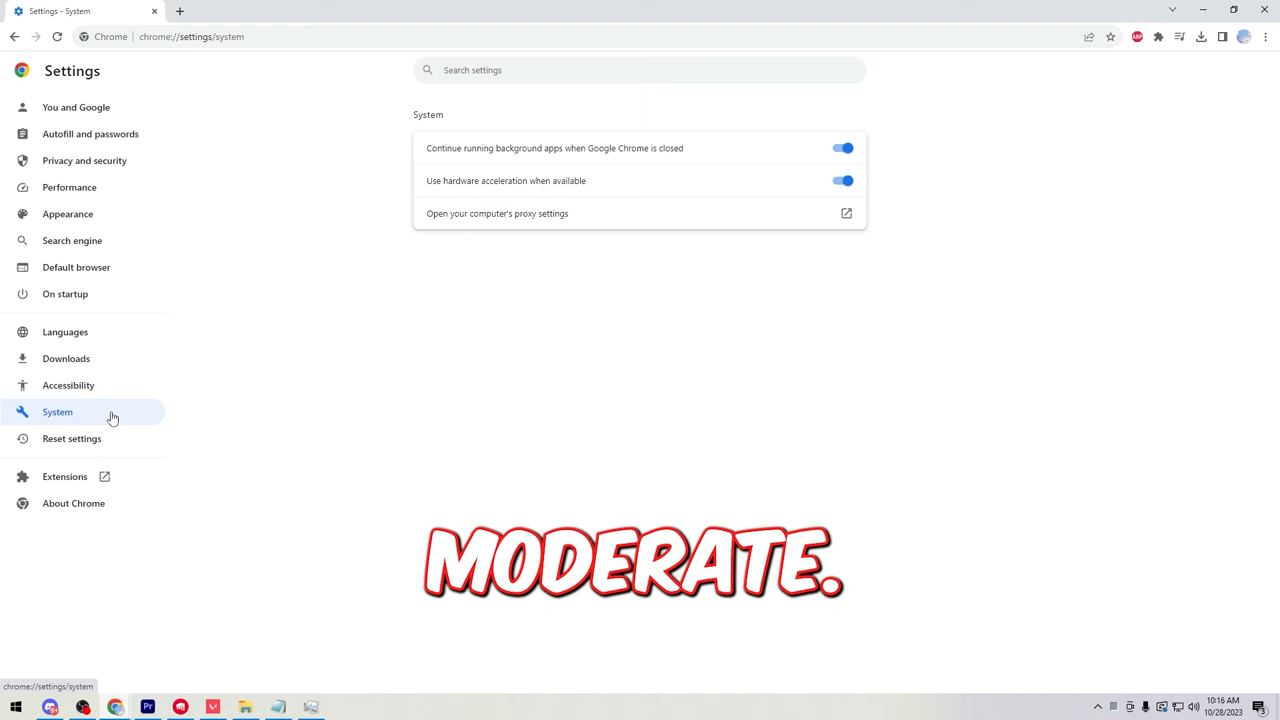 Settings - System
Chrome
chrome://settings/system
ABP
Settings
Search settings
You and Google
Autofill and passwords
Privacy and security
Performance
Appearance
Search engine
Default browser
On startup
Languages
Downloads
Accessibility
System
Reset settings
Extensions
About Chrome
System
Continue running background apps when Google Chrome is closed
Use hardware acceleration when available
Open your computer's proxy settings
MODERATE.
chrome://settings/system
Pr
10:16 AM
10/28/2023
3